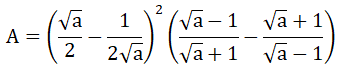 A = (√a/2 − 1/(2√a))² ((√a − 1)/(√a + 1) − (√a + 1)/(√a − 1))